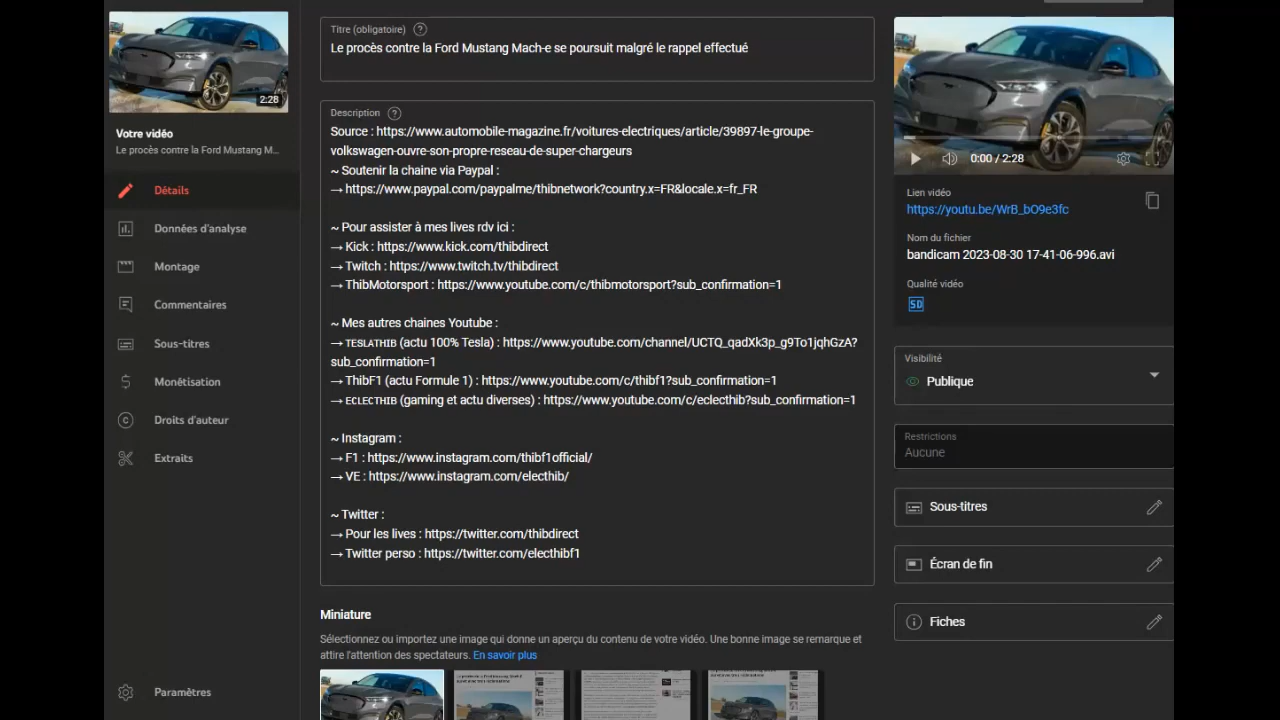 2:28
Votre vidéo
Le procès contre la Ford Mustang M...
Détails
Données d'analyse
Montage
Commentaires
Sous-titres
Monétisation
Droits d'auteur
Extraits
Paramètres
Titre (obligatoire)
Le procès contre la Ford Mustang Mach-e se poursuit malgré le rappel effectué
Description
Source : https://www.automobile-magazine.fr/voitures-electriques/article/39897-le-groupe-
volkswagen-ouvre-son-propre-reseau-de-super-chargeurs
~ Soutenir la chaine via Paypal :
→ https://www.paypal.com/paypalme/thibnetwork?country.x=FR&locale.x=fr_FR
~ Pour assister à mes lives rdv ici :
→ Kick : https://www.kick.com/thibdirect
→ Twitch : https://www.twitch.tv/thibdirect
→ ThibMotorsport : https://www.youtube.com/c/thibmotorsport?sub_confirmation=1
~ Mes autres chaines Youtube :
→ ᴛᴇsʟᴀᴛʜɪʙ (actu 100% Tesla) : https://www.youtube.com/channel/UCTQ_qadXk3p_g9To1jqhGzA?
sub_confirmation=1
→ ThibF1 (actu Formule 1) : https://www.youtube.com/c/thibf1?sub_confirmation=1
→ ᴇᴄʟᴇᴄᴛʜɪʙ (gaming et actu diverses) : https://www.youtube.com/c/eclecthib?sub_confirmation=1
~ Instagram :
→ F1 : https://www.instagram.com/thibf1official/
→ VE : https://www.instagram.com/electhib/
~ Twitter :
→ Pour les lives : https://twitter.com/thibdirect
→ Twitter perso : https://twitter.com/electhibf1
Miniature
Sélectionnez ou importez une image qui donne un aperçu du contenu de votre vidéo. Une bonne image se remarque et
attire l'attention des spectateurs. En savoir plus
0:00 / 2:28
Lien vidéo
https://youtu.be/WrB_bO9e3fc
Nom du fichier
bandicam 2023-08-30 17-41-06-996.avi
Qualité vidéo
SD
Visibilité
Publique
Restrictions
Aucune
Sous-titres
Écran de fin
Fiches